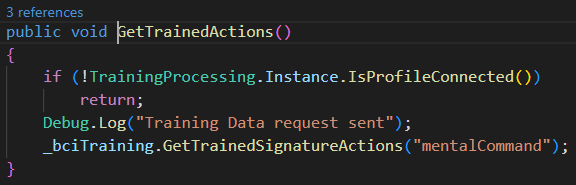 3 references
public void GetTrainedActions()
{
if (!TrainingProcessing.Instance.IsProfileConnected())
return;
Debug.Log("Training Data request sent");
_bciTraining.GetTrainedSignatureActions("mentalCommand");
}